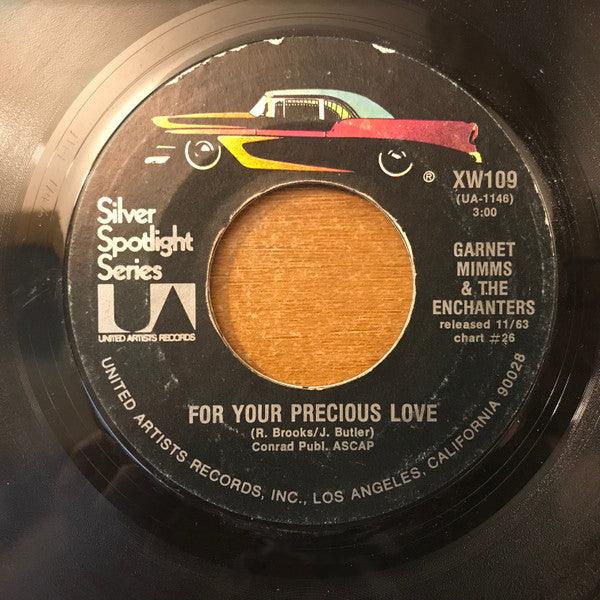 ®
XW109
(UA-1146)
3:00
Silver
Spotlight
Series
UA
UNITED ARTISTS RECORDS
GARNET
MIMMS
& THE
ENCHANTERS
released 11/63
chart #26
FOR YOUR PRECIOUS LOVE
(R. Brooks/J. Butler)
Conrad Publ. ASCAP
UNITED ARTISTS RECORDS, INC., LOS ANGELES, CALIFORNIA 90028